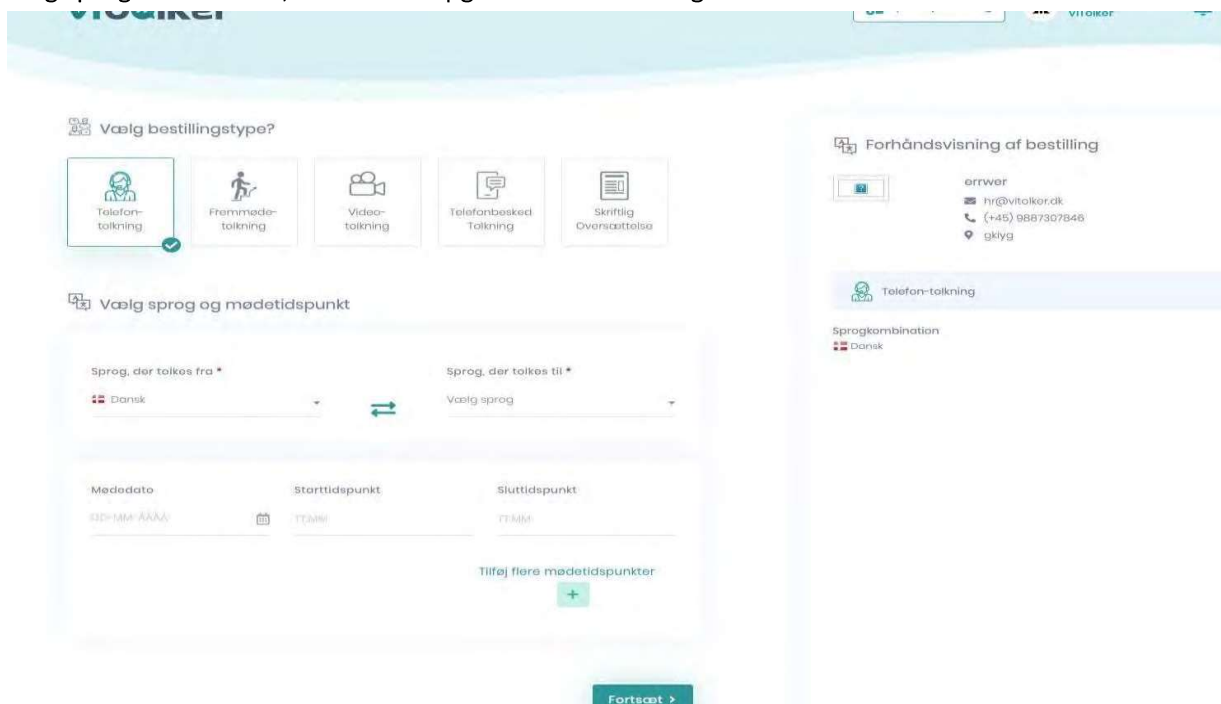 VITOlker
Vælg bestillingstype?
Telefon-
tolkning
Fremmøde-
tolkning
Video-
tolkning
Telefonbesked
Tolkning
Skriftlig
Oversættelse
Vælg sprog og mødetidspunkt
Sprog, der tolkes fra *
Dansk
Sprog, der tolkes til *
Vælg sprog
Mødedato
Starttidspunkt
Sluttidspunkt
DD-MM-ÅÅÅÅ
TT:MM
TT:MM
Tilføj flere mødetidspunkter
+
Fortsæt >
Forhåndsvisning af bestilling
errwer
hr@vitolker.dk
(+45) 9887307846
gklyg
Telefon-tolkning
Sprogkombination
Dansk